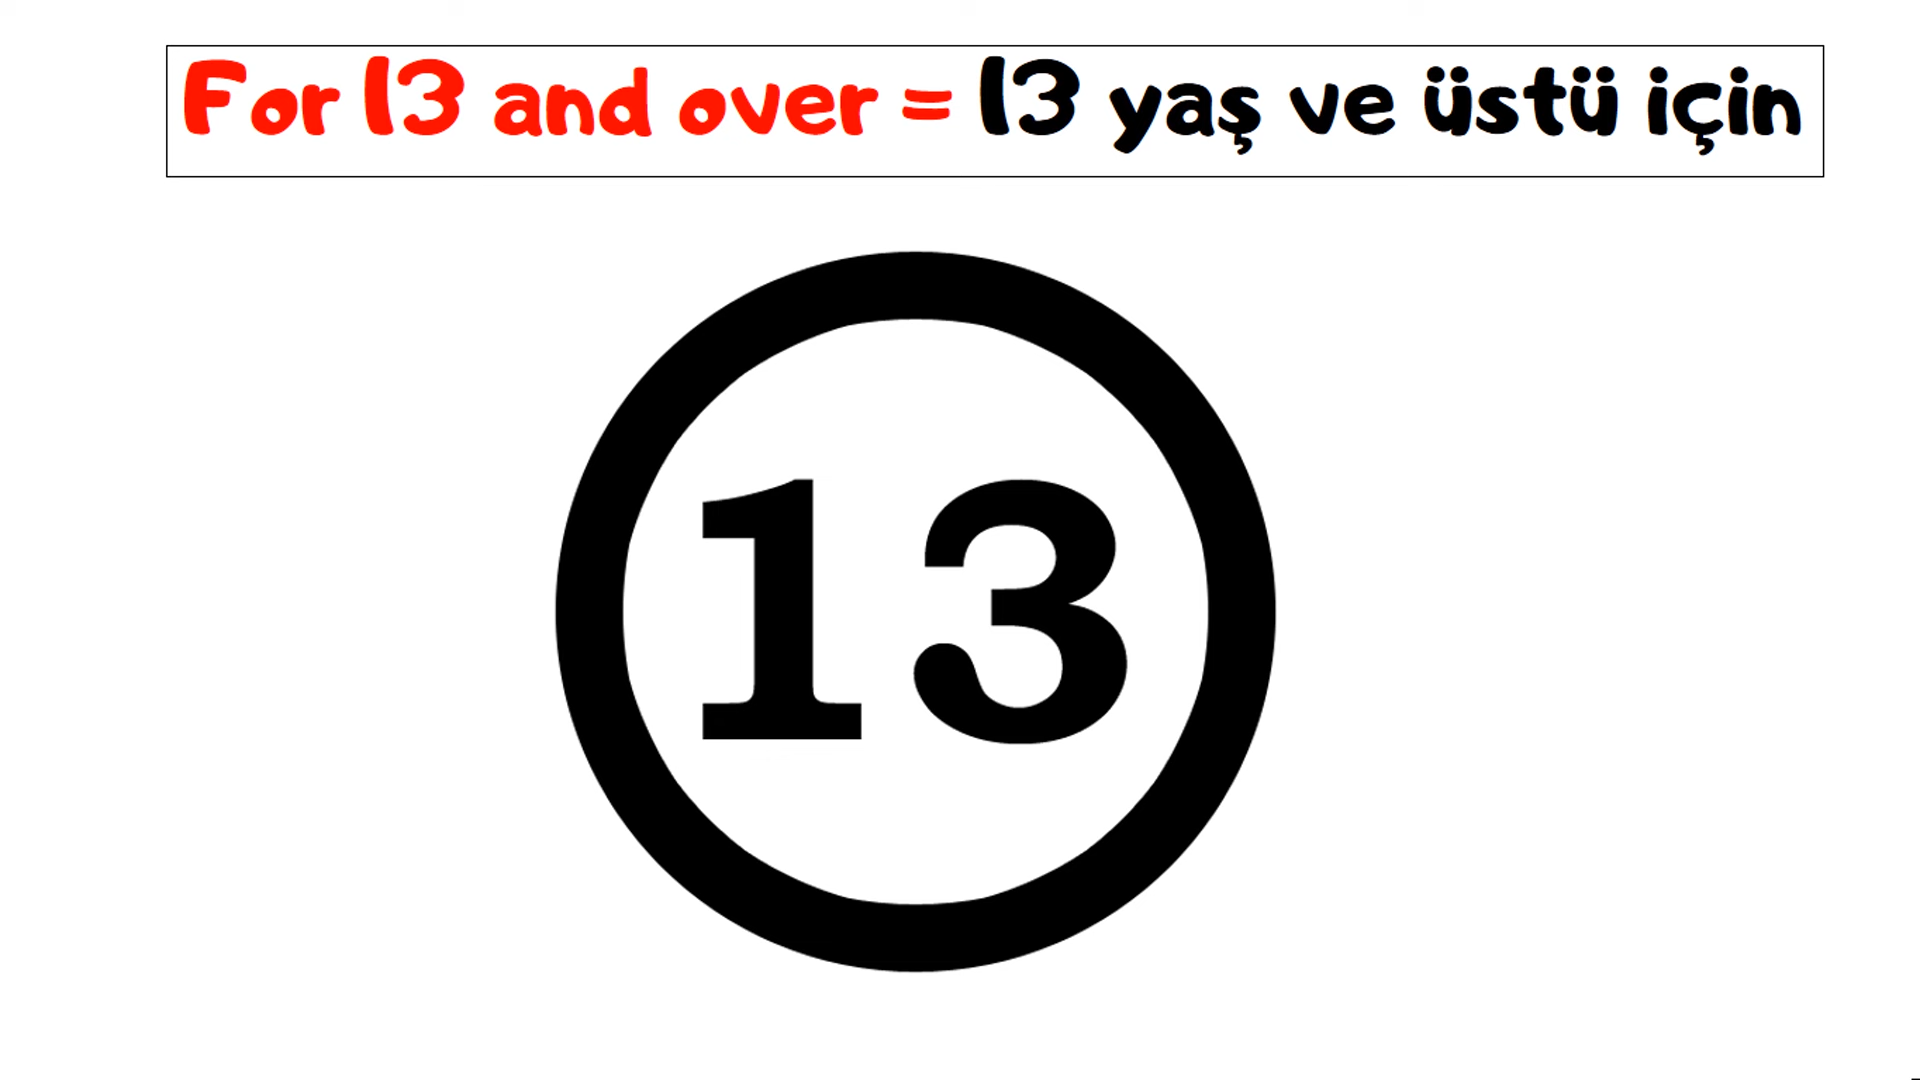 For 13 and over = 13 yaş ve üstü için
13